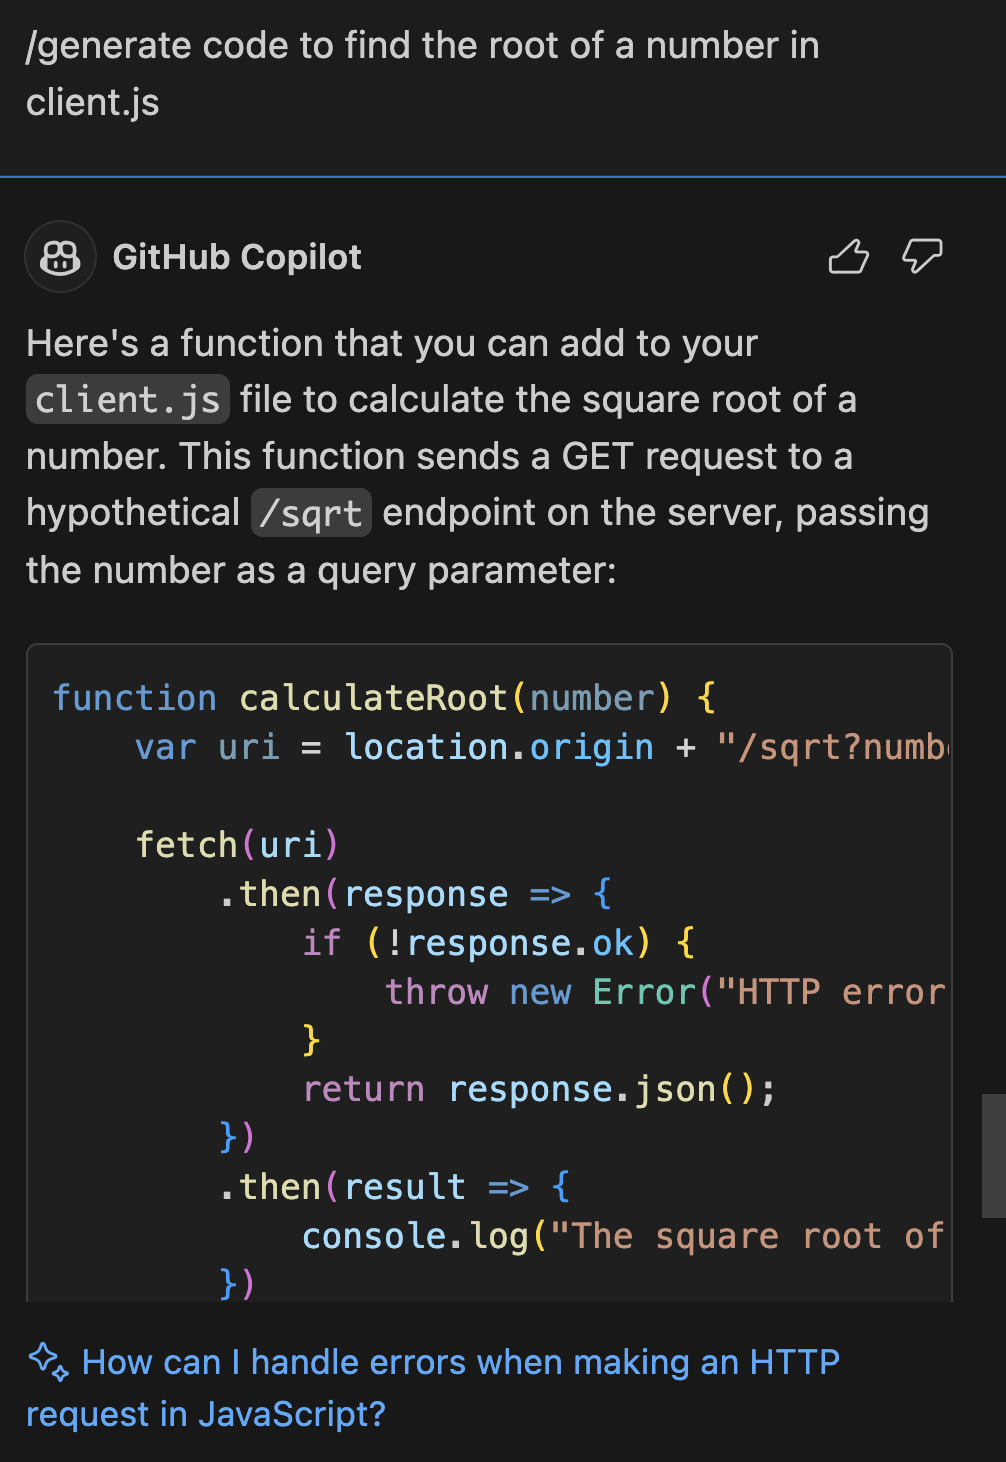 /generate code to find the root of a number in
client.js
GitHub Copilot
Here's a function that you can add to your
client.js file to calculate the square root of a
number. This function sends a GET request to a
hypothetical /sqrt endpoint on the server, passing
the number as a query parameter:
function calculateRoot(number) {
    var uri = location.origin + "/sqrt?numb
    fetch(uri)
        .then(response => {
            if (!response.ok) {
                throw new Error("HTTP error
            }
            return response.json();
        })
        .then(result => {
            console.log("The square root of
        })
How can I handle errors when making an HTTP
request in JavaScript?